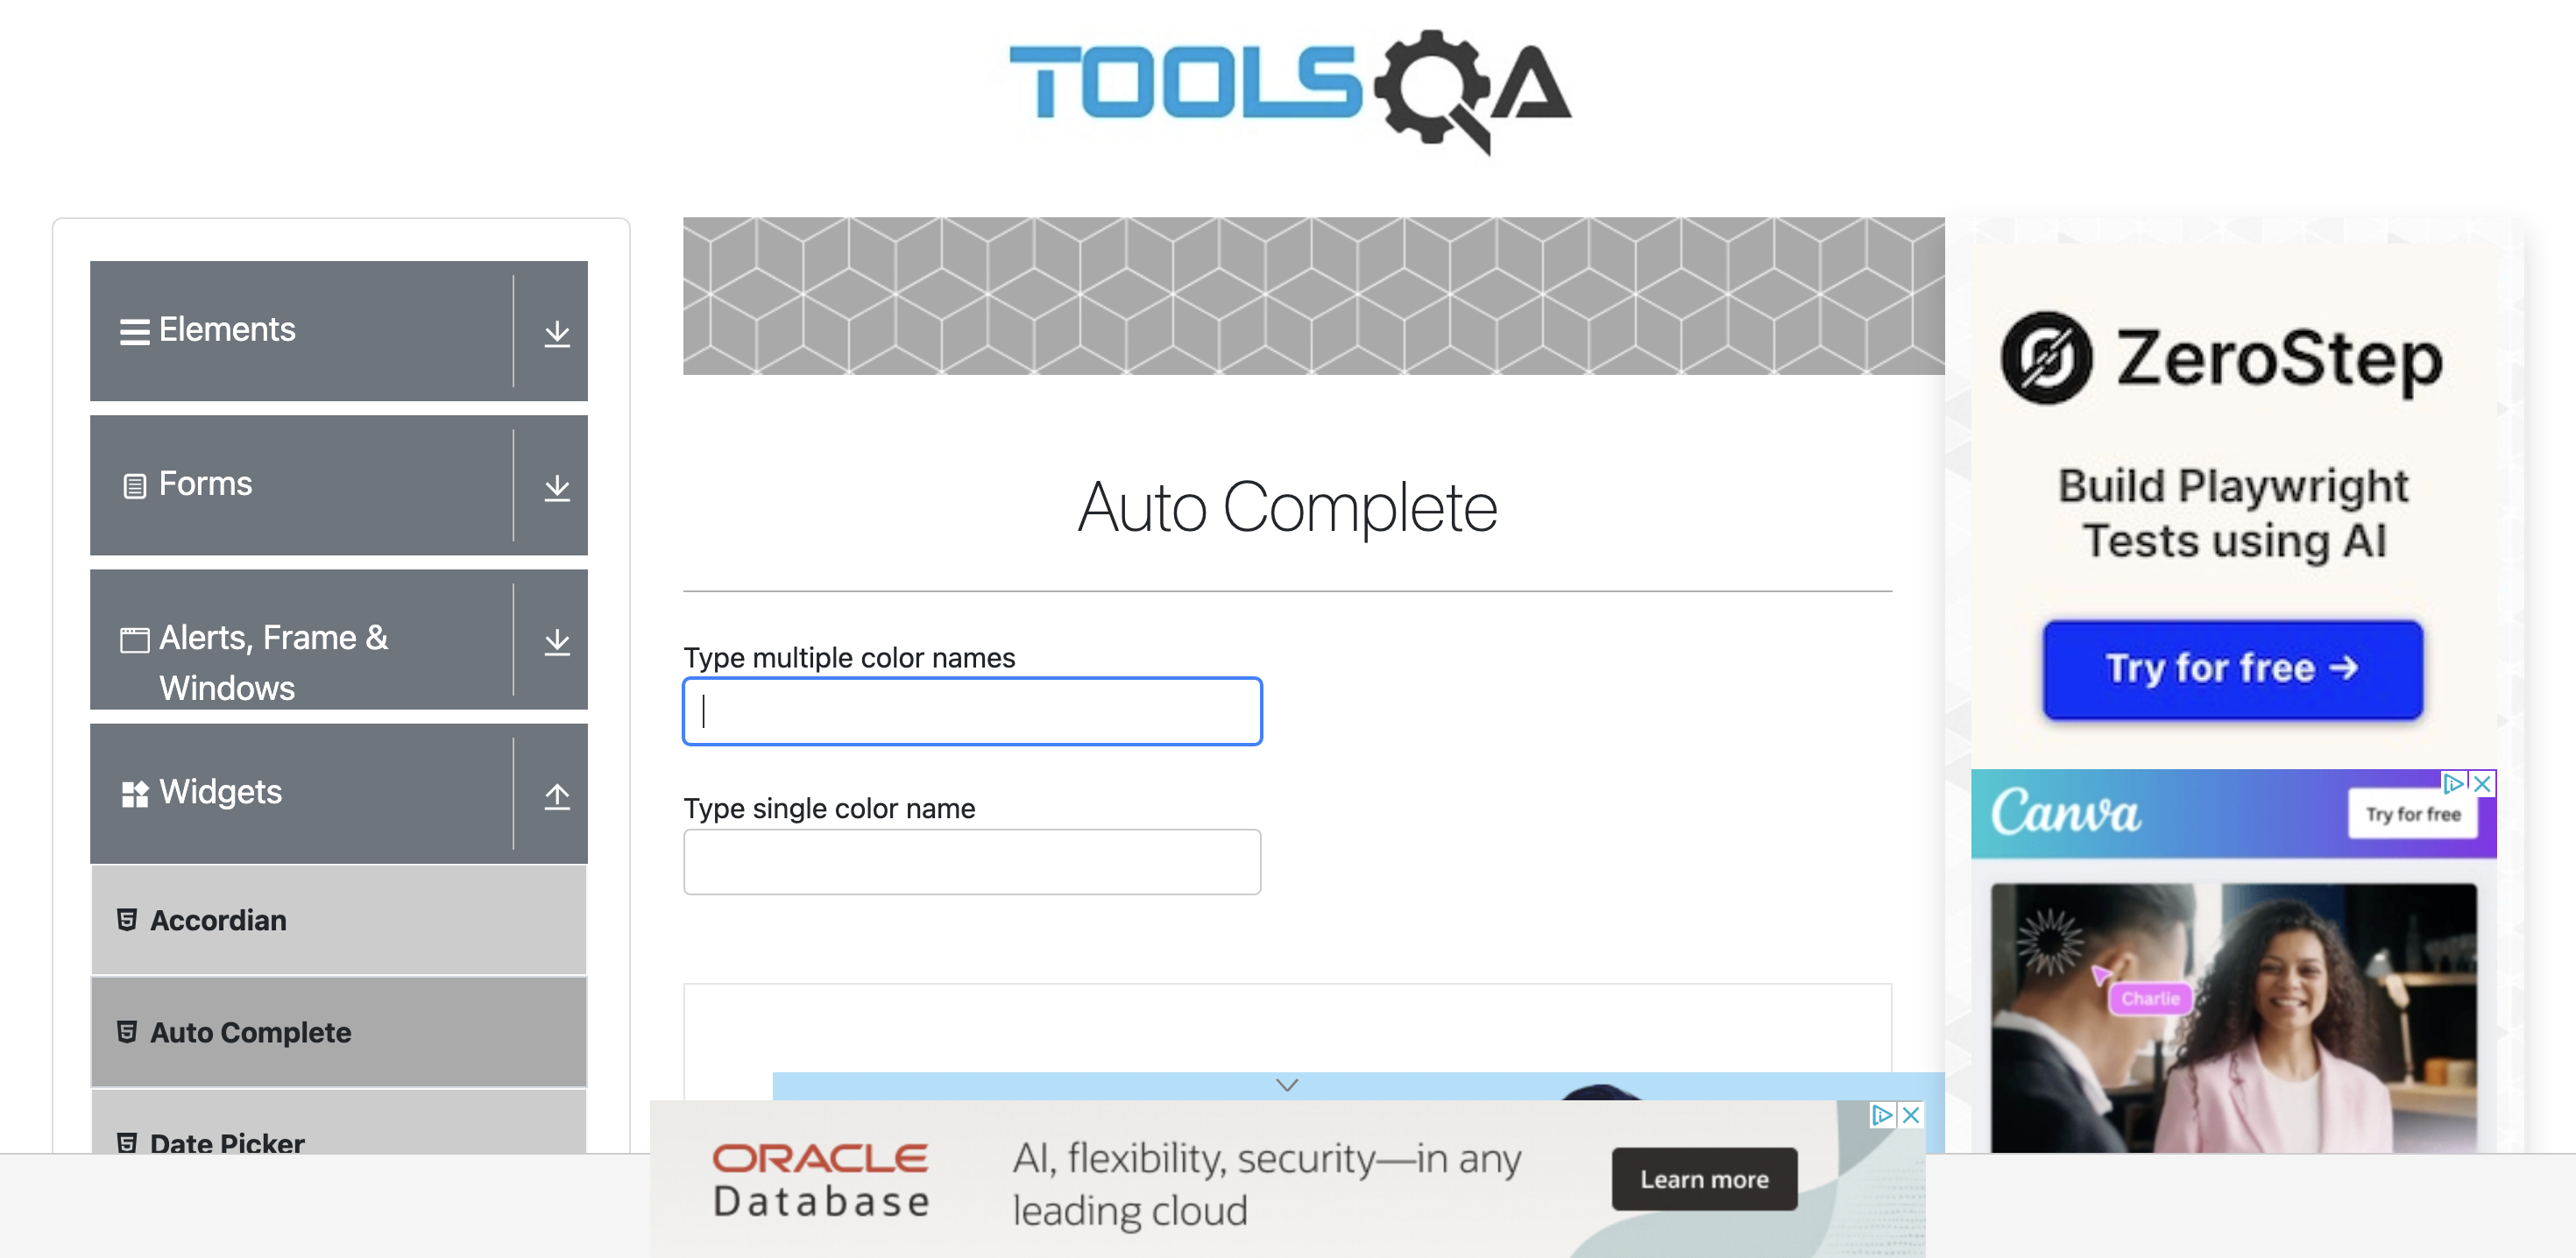 TOOLSQA
Elements
Forms
Alerts, Frame &
Windows
Widgets
Accordian
Auto Complete
Date Picker
Auto Complete
Type multiple color names
Type single color name
ZeroStep
Build Playwright
Tests using AI
Try for free →
Canva
Try for free
Charlie
ORACLE
Database
AI, flexibility, security—in any
leading cloud
Learn more